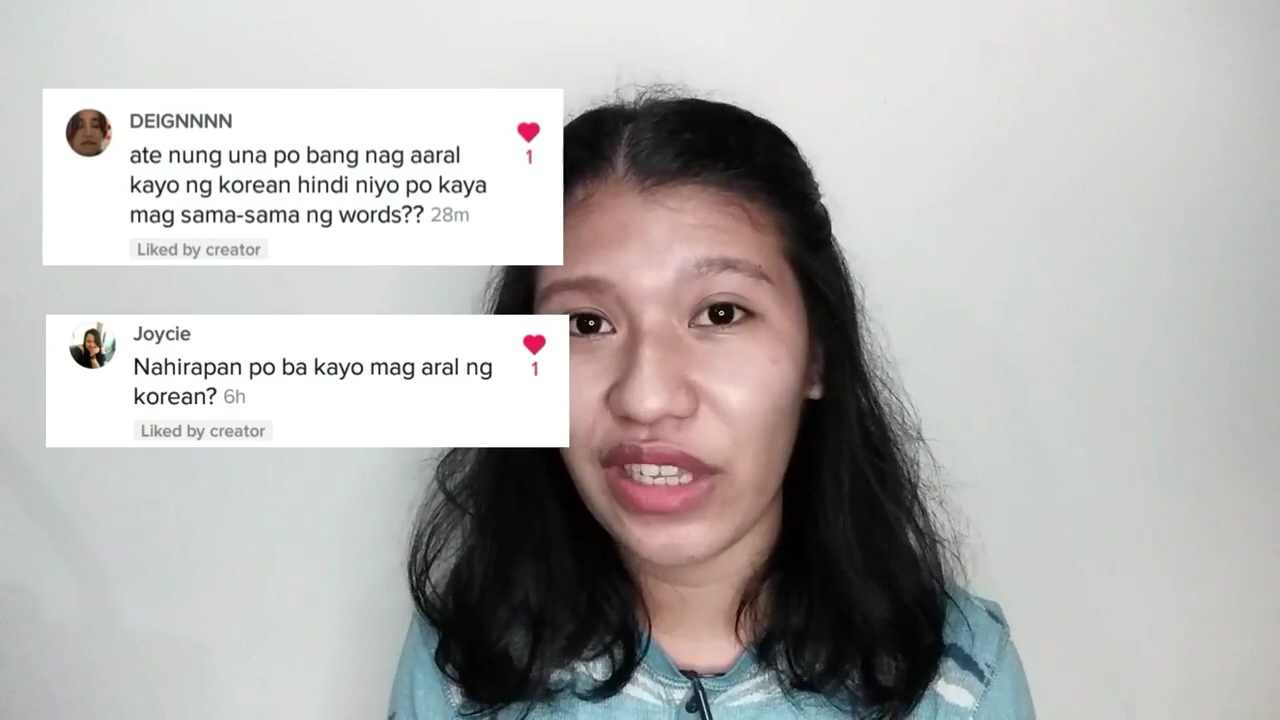 DEIGNNNN
ate nung una po bang nag aaral
kayo ng korean hindi niyo po kaya
mag sama-sama ng words?? 28m
1
Liked by creator
Joycie
Nahirapan po ba kayo mag aral ng
korean? 6h
1
Liked by creator